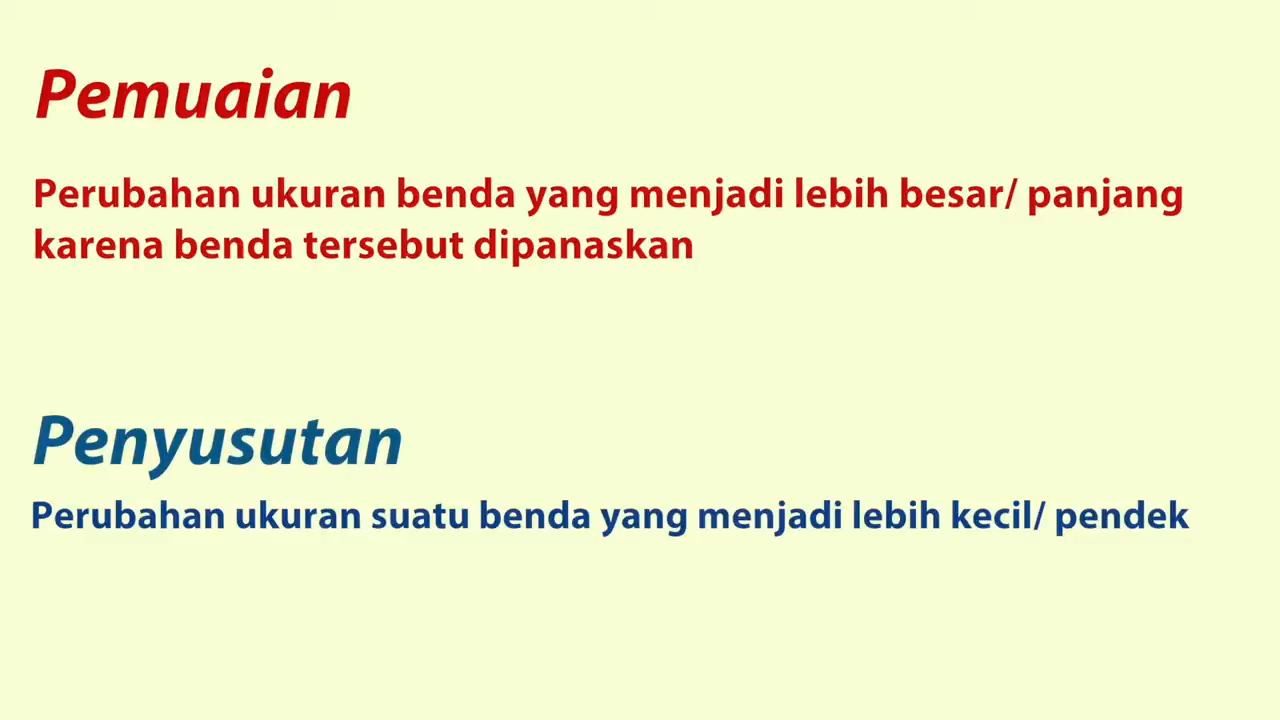 Pemuaian
Perubahan ukuran benda yang menjadi lebih besar/ panjang
karena benda tersebut dipanaskan
Penyusutan
Perubahan ukuran suatu benda yang menjadi lebih kecil/ pendek